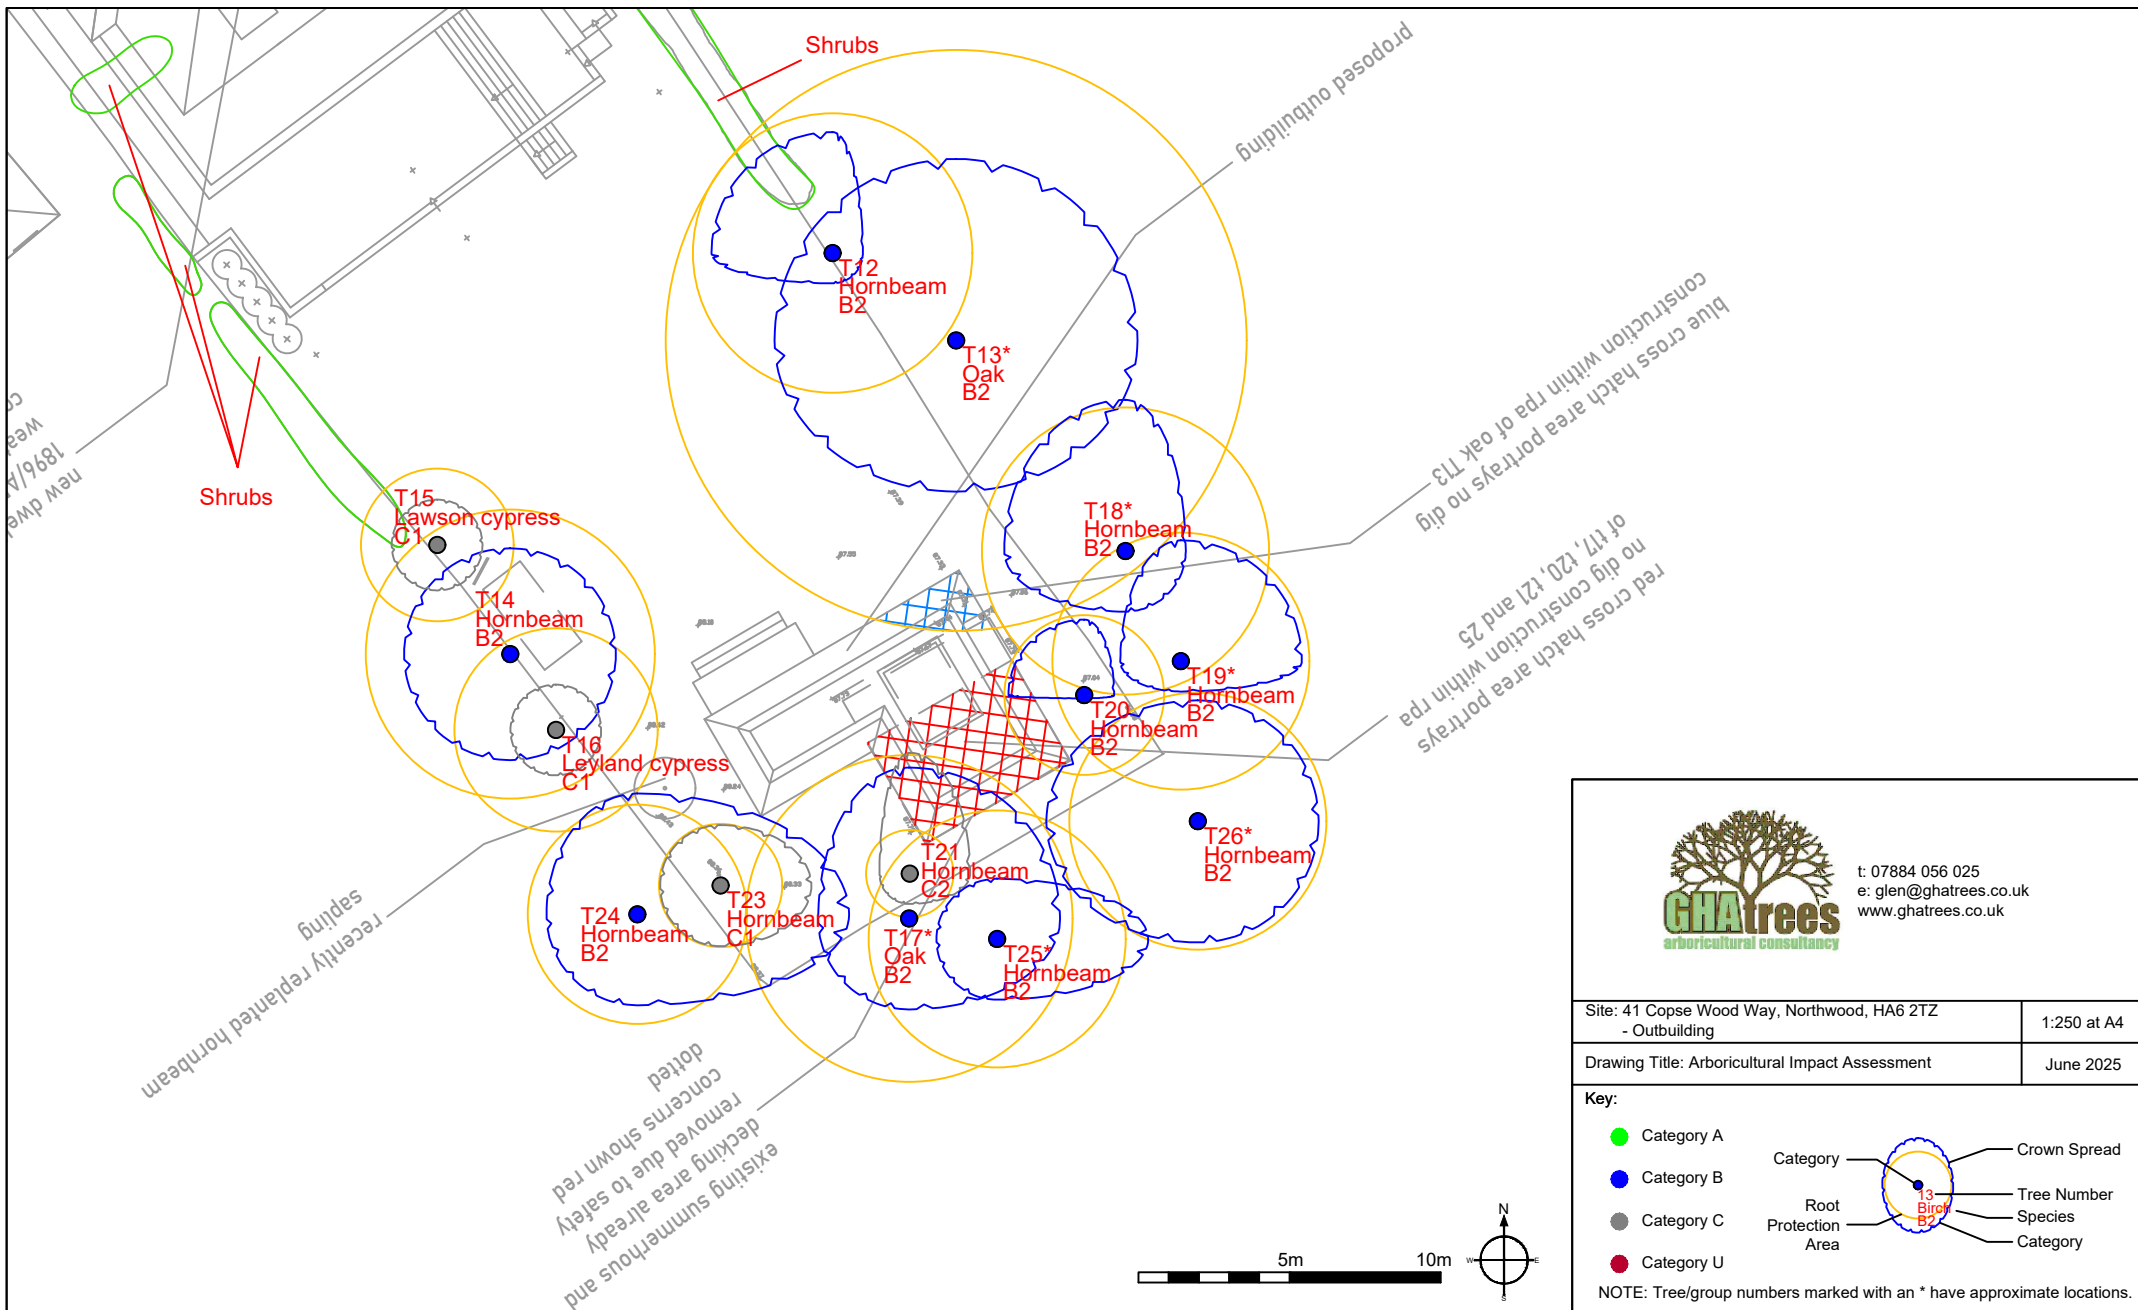 Shrubs
proposed outbuilding
T12
Hornbeam
B2
T13*
Oak
B2
blue cross hatch area portrays no dig
construction within rpa of oak T13
Shrubs
new dwe
1896/A
wea
co
T15
Lawson cypress
C1
T14
Hornbeam
B2
T16
Leyland cypress
C1
T18*
Hornbeam
B2
red cross hatch area portrays
no dig construction within rpa
of t17, t20, t21 and 25
T19*
Hornbeam
B2
T20
Hornbeam
B2
T26*
Hornbeam
B2
T21
Hornbeam
C2
T23
Hornbeam
C1
T24
Hornbeam
B2
T17*
Oak
B2
T25*
Hornbeam
B2
recently replanted hornbeam
sapling
existing summerhous and
decking area already
removed due to safety
concerns shown red
dotted
5m
10m
N
W
E
S
GHAtrees
arboricultural consultancy
t: 07884 056 025
e: glen@ghatrees.co.uk
www.ghatrees.co.uk
Site: 41 Copse Wood Way, Northwood, HA6 2TZ
- Outbuilding
1:250 at A4
Drawing Title: Arboricultural Impact Assessment
June 2025
Key:
Category A
Category B
Category C
Category U
Category
Root
Protection
Area
13
Birch
B2
Crown Spread
Tree Number
Species
Category
NOTE: Tree/group numbers marked with an * have approximate locations.